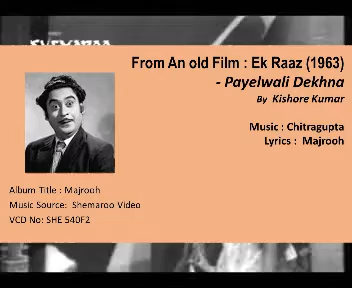 From An old Film : Ek Raaz (1963)
- Payelwali Dekhna
By Kishore Kumar
Music : Chitragupta
Lyrics : Majrooh
Album Title : Majrooh
Music Source: Shemaroo Video
VCD No: SHE 540F2